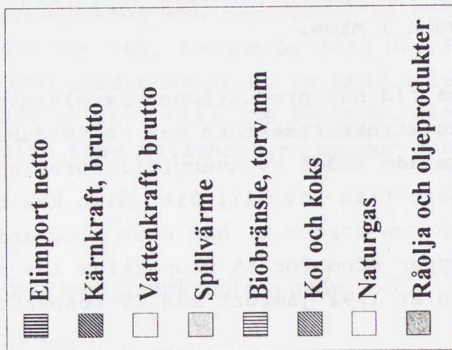 Elimport netto
Kärnkraft, brutto
Vattenkraft, brutto
Spillvärme
Biobränsle, torv mm
Kol och koks
Naturgas
Råolja och oljeprodukter